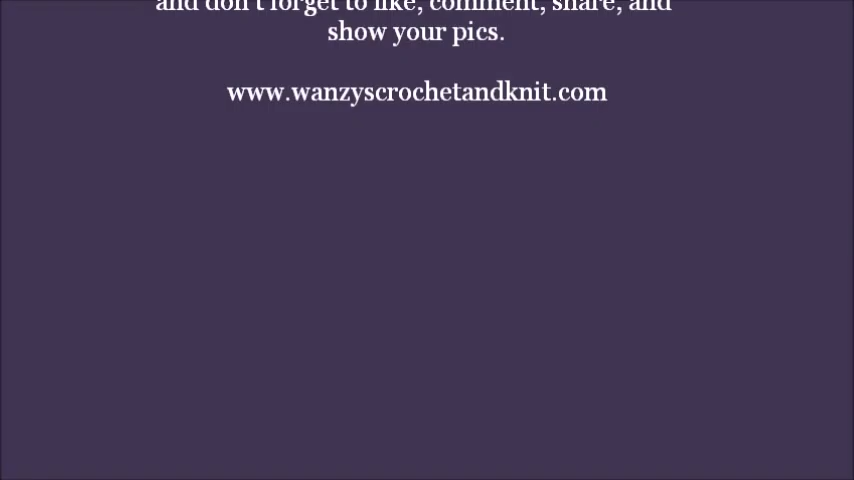 and don't forget to like, comment, share, and
show your pics.
www.wanzyscrochetandknit.com